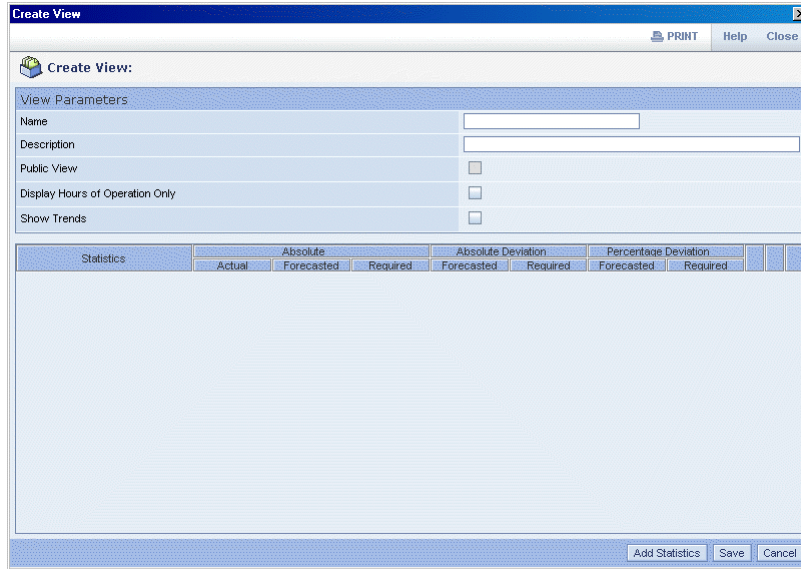 Create View
PRINT Help Close
Create View:
View Parameters
Name
Description
Public View
Display Hours of Operation Only
Show Trends
Statistics Absolute Absolute Deviation Percentage Deviation
Actual Forecasted Required Forecasted Required Forecasted Required
Add Statistics Save Cancel